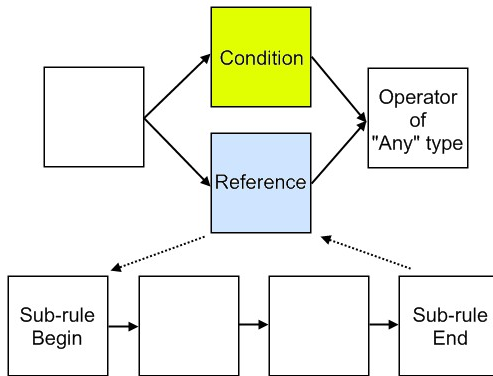 Condition
Operator
of
"Any" type
Reference
Sub-rule
Begin
Sub-rule
End